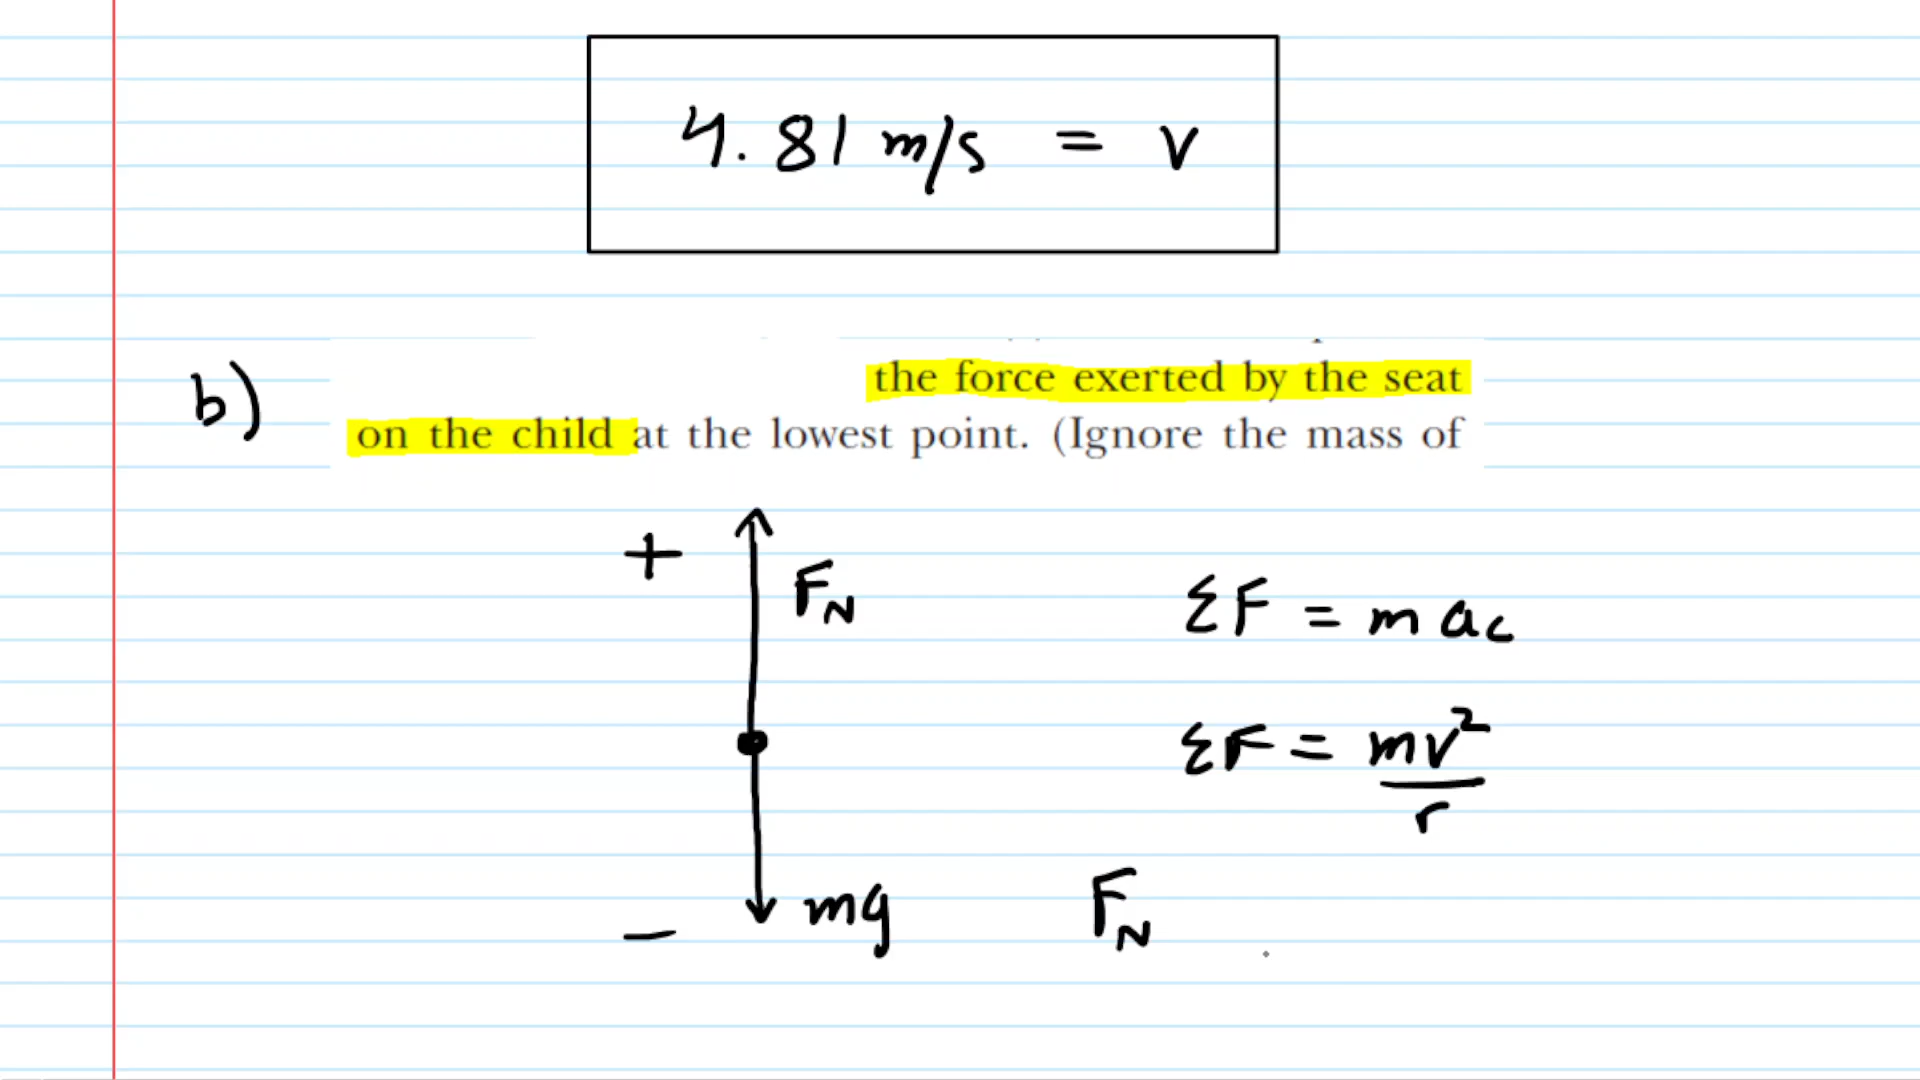 4.81 m/s = v
b)
the force exerted by the seat
on the child at the lowest point. (Ignore the mass of
+
F_N
ΣF = m a_c
ΣF = mv²/r
mg
F_N
−